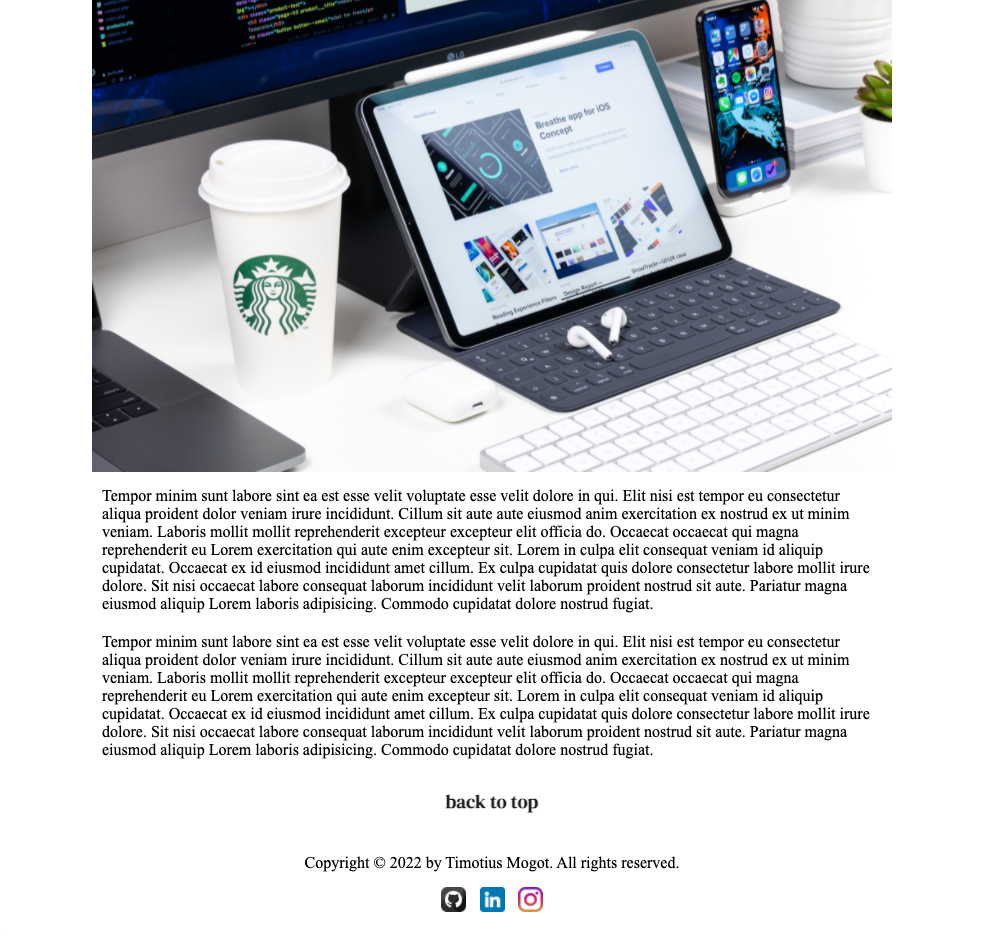 LG
Breathe app for iOS
Concept
Reading Experience Filters
Design Report —
ShowTrackr—UI/UX case
Tempor minim sunt labore sint ea est esse velit voluptate esse velit dolore in qui. Elit nisi est tempor eu consectetur
aliqua proident dolor veniam irure incididunt. Cillum sit aute aute eiusmod anim exercitation ex nostrud ex ut minim
veniam. Laboris mollit mollit reprehenderit excepteur excepteur elit officia do. Occaecat occaecat qui magna
reprehenderit eu Lorem exercitation qui aute enim excepteur sit. Lorem in culpa elit consequat veniam id aliquip
cupidatat. Occaecat ex id eiusmod incididunt amet cillum. Ex culpa cupidatat quis dolore consectetur labore mollit irure
dolore. Sit nisi occaecat labore consequat laborum incididunt velit laborum proident nostrud sit aute. Pariatur magna
eiusmod aliquip Lorem laboris adipisicing. Commodo cupidatat dolore nostrud fugiat.
Tempor minim sunt labore sint ea est esse velit voluptate esse velit dolore in qui. Elit nisi est tempor eu consectetur
aliqua proident dolor veniam irure incididunt. Cillum sit aute aute eiusmod anim exercitation ex nostrud ex ut minim
veniam. Laboris mollit mollit reprehenderit excepteur excepteur elit officia do. Occaecat occaecat qui magna
reprehenderit eu Lorem exercitation qui aute enim excepteur sit. Lorem in culpa elit consequat veniam id aliquip
cupidatat. Occaecat ex id eiusmod incididunt amet cillum. Ex culpa cupidatat quis dolore consectetur labore mollit irure
dolore. Sit nisi occaecat labore consequat laborum incididunt velit laborum proident nostrud sit aute. Pariatur magna
eiusmod aliquip Lorem laboris adipisicing. Commodo cupidatat dolore nostrud fugiat.
back to top
Copyright © 2022 by Timotius Mogot. All rights reserved.
in